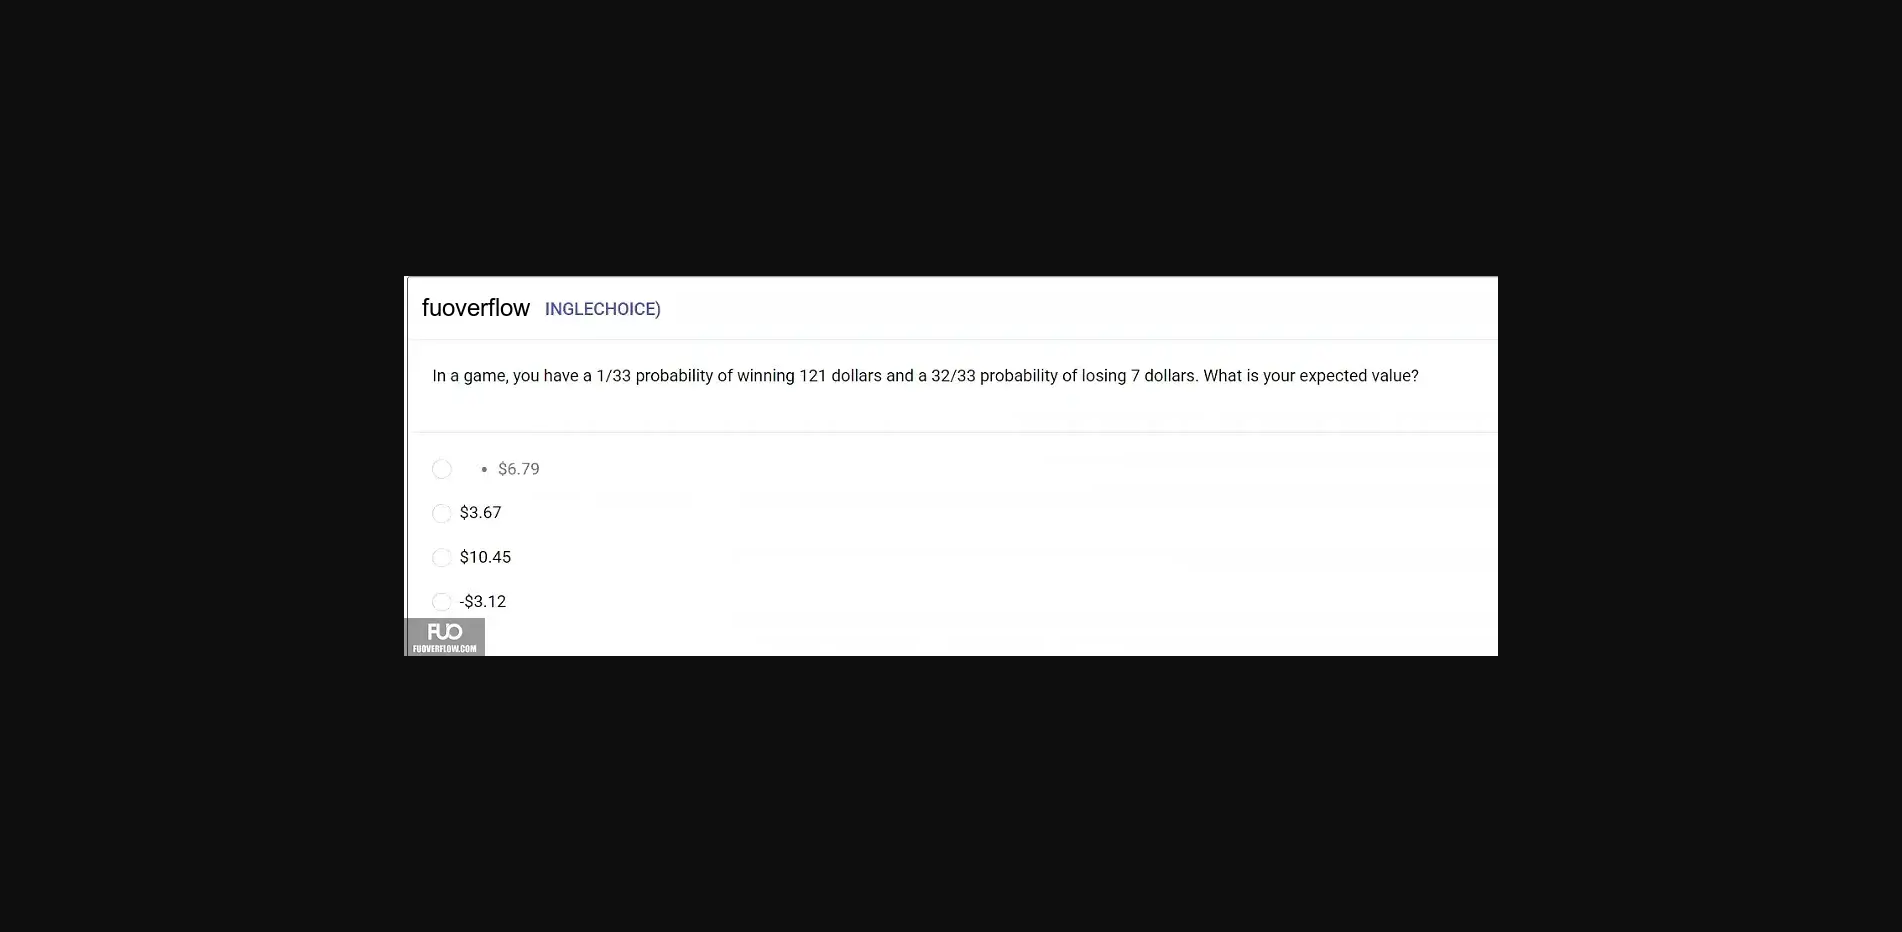 fuoverflow INGLECHOICE)
In a game, you have a 1/33 probability of winning 121 dollars and a 32/33 probability of losing 7 dollars. What is your expected value?
• $6.79
$3.67
$10.45
-$3.12
FUO
FUOVERFLOW.COM